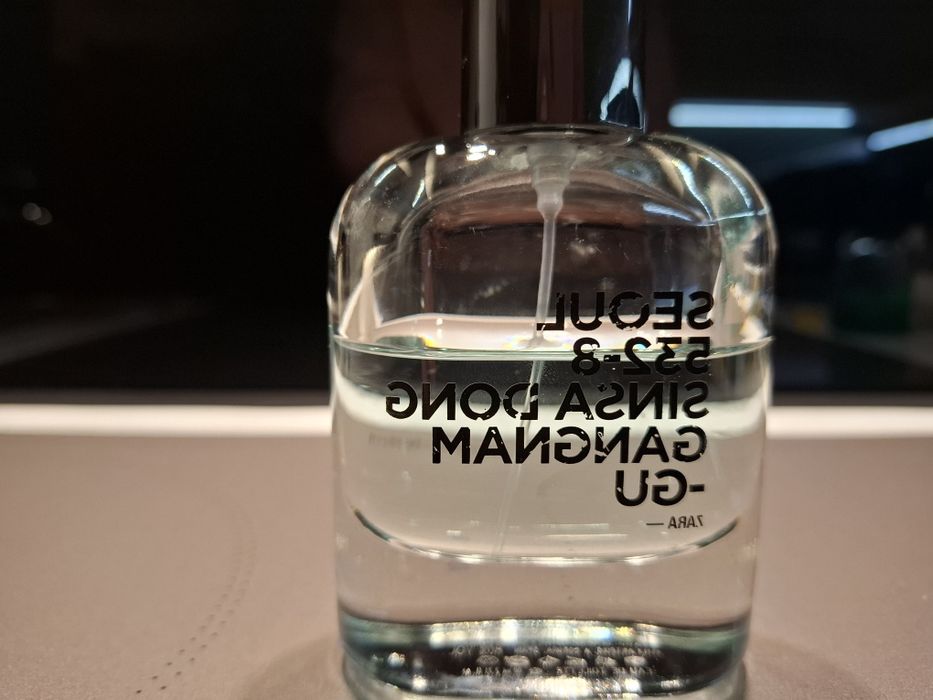 SEOUL
532-8
SINSA DONG
GANGNAM
-GU
ZARA —